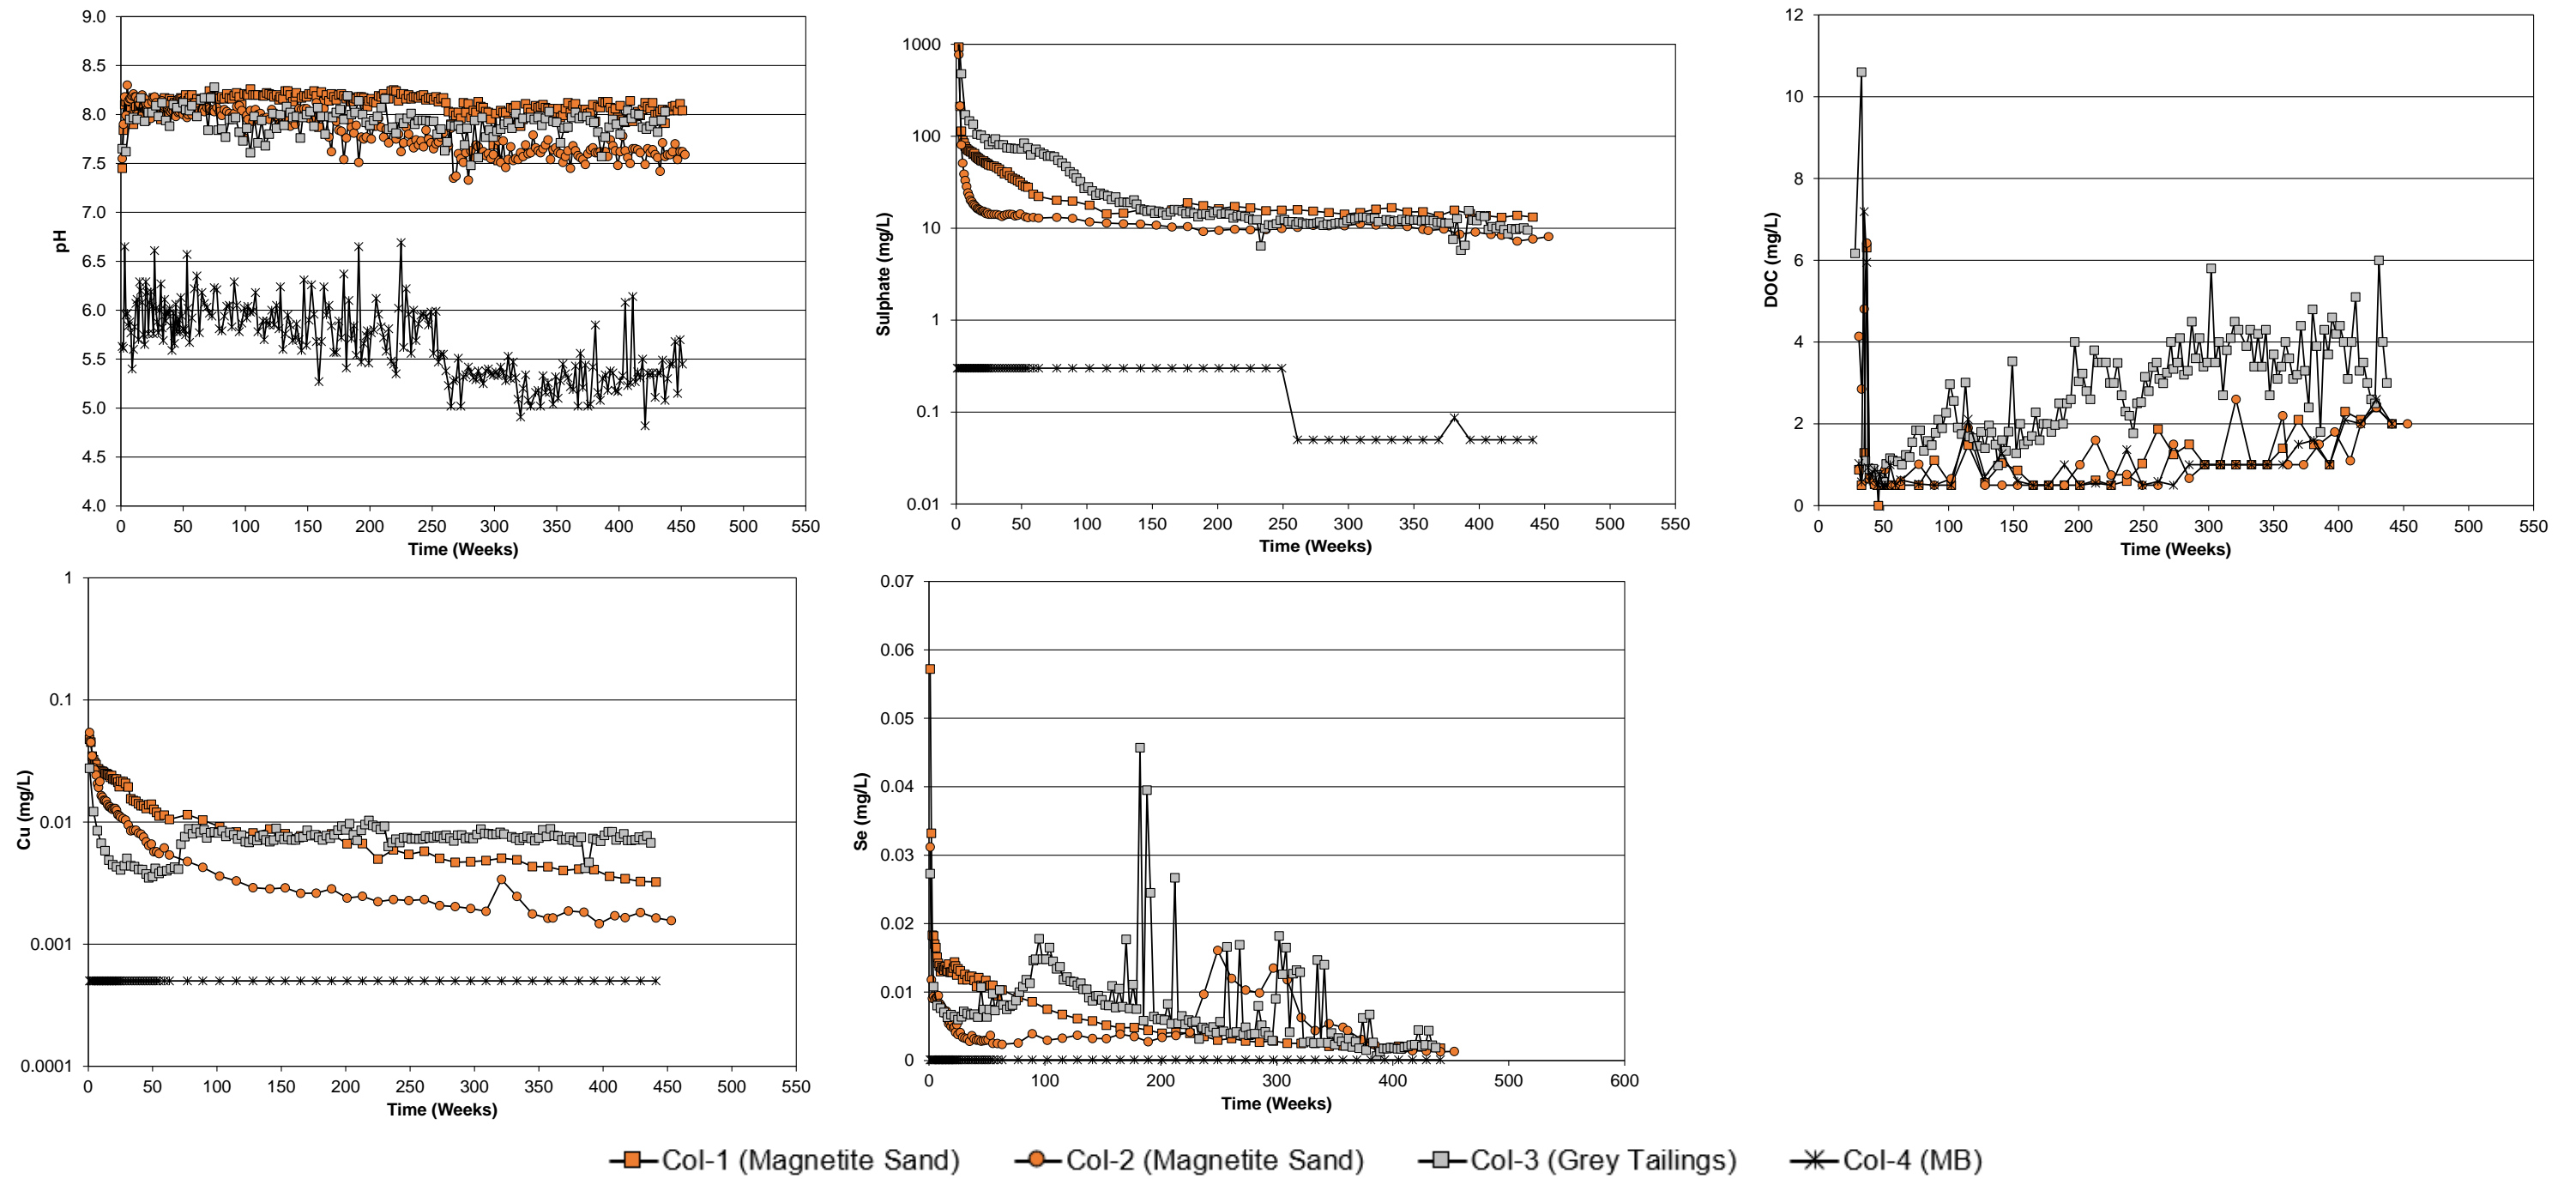 9.0
8.5
8.0
7.5
7.0
6.5
6.0
5.5
5.0
4.5
4.0
pH
0 50 100 150 200 250 300 350 400 450 500 550
Time (Weeks)
1000
100
10
1
0.1
0.01
Sulphate (mg/L)
0 50 100 150 200 250 300 350 400 450 500 550
Time (Weeks)
12
10
8
6
4
2
0
DOC (mg/L)
0 50 100 150 200 250 300 350 400 450 500 550
Time (Weeks)
1
0.1
0.01
0.001
0.0001
Cu (mg/L)
0 50 100 150 200 250 300 350 400 450 500 550
Time (Weeks)
0.07
0.06
0.05
0.04
0.03
0.02
0.01
0
Se (mg/L)
0 100 200 300 400 500 600
Time (Weeks)
Col-1 (Magnetite Sand) Col-2 (Magnetite Sand) Col-3 (Grey Tailings) Col-4 (MB)